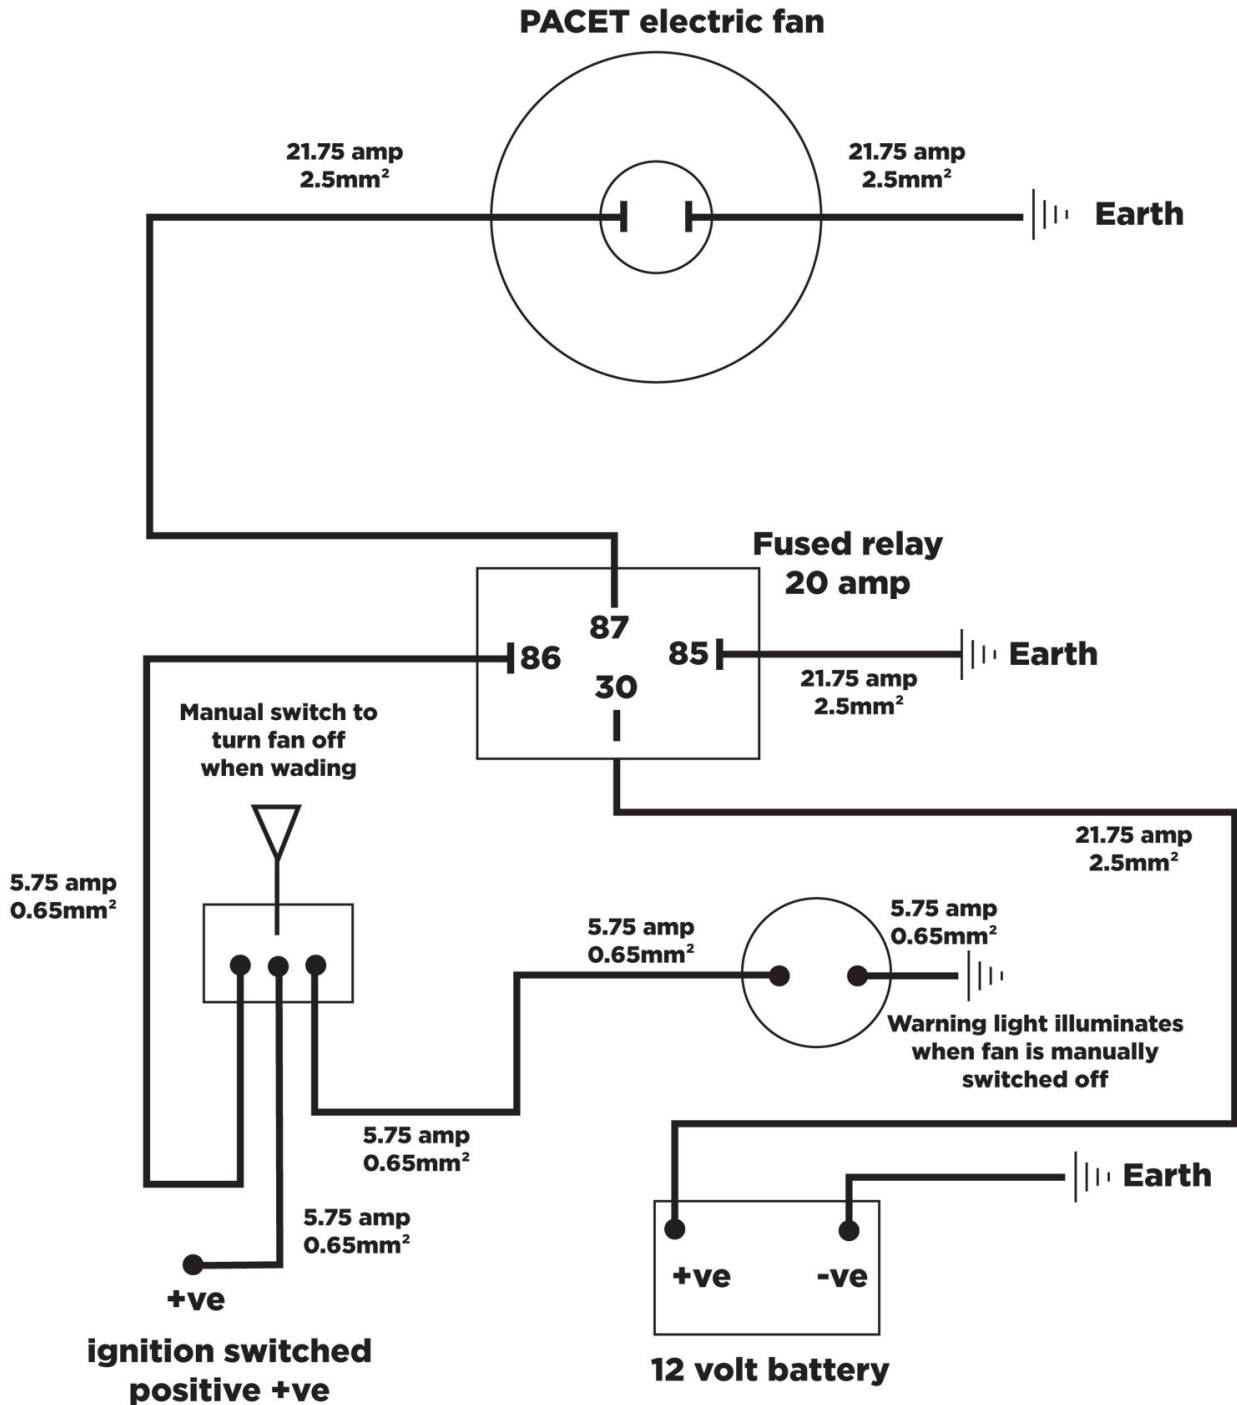 PACET electric fan
21.75 amp
2.5mm²
21.75 amp
2.5mm²
Earth
Fused relay
20 amp
87
86
85
30
Earth
21.75 amp
2.5mm²
Manual switch to
turn fan off
when wading
21.75 amp
2.5mm²
5.75 amp
0.65mm²
5.75 amp
0.65mm²
5.75 amp
0.65mm²
Warning light illuminates
when fan is manually
switched off
5.75 amp
0.65mm²
Earth
5.75 amp
0.65mm²
+ve
ignition switched
positive +ve
+ve
-ve
12 volt battery